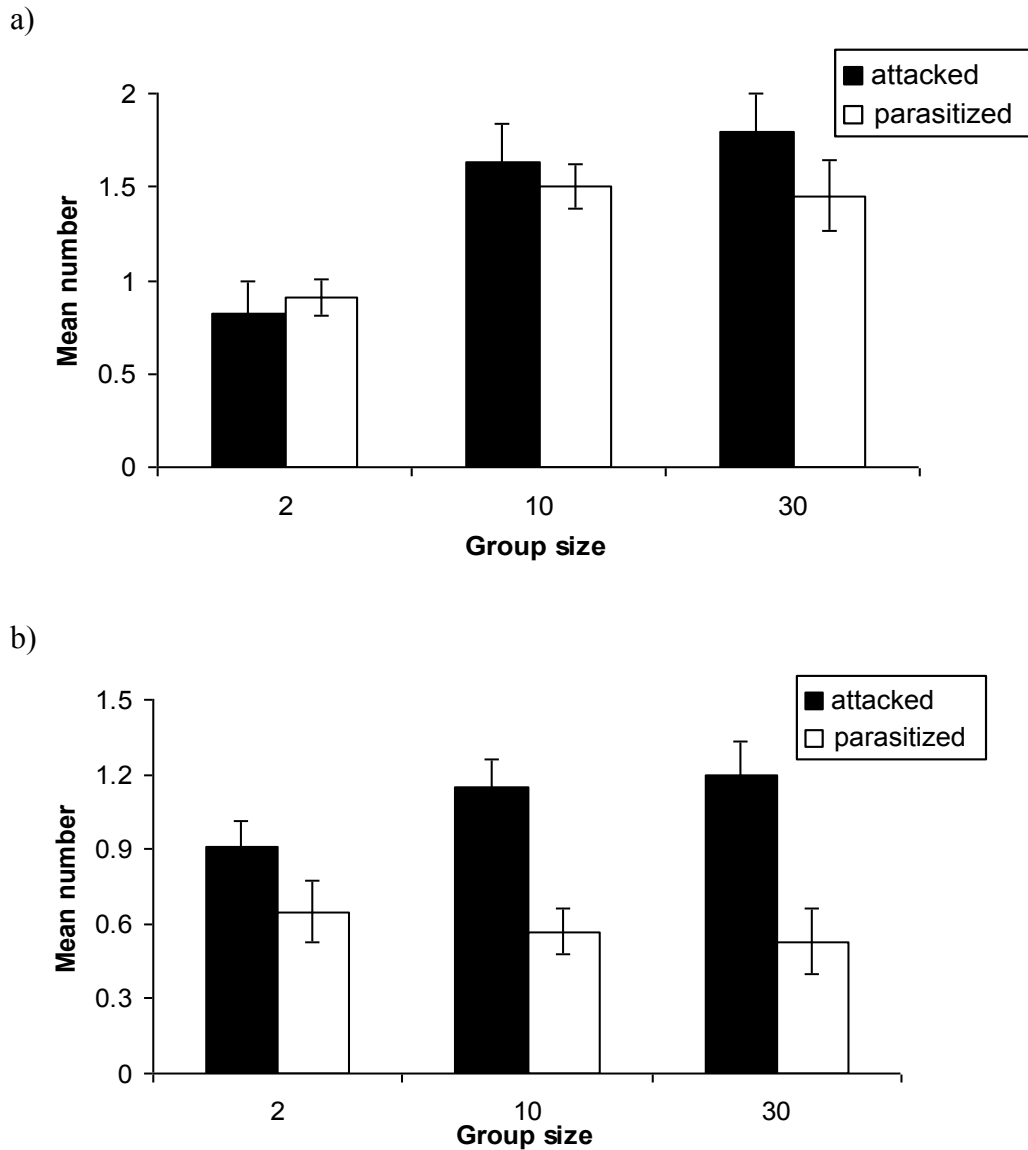 a)
attacked
parasitized
2
1.5
1
0.5
0
Mean number
2 10 30
Group size
b)
attacked
parasitized
1.5
1.2
0.9
0.6
0.3
0
Mean number
2 10 30
Group size